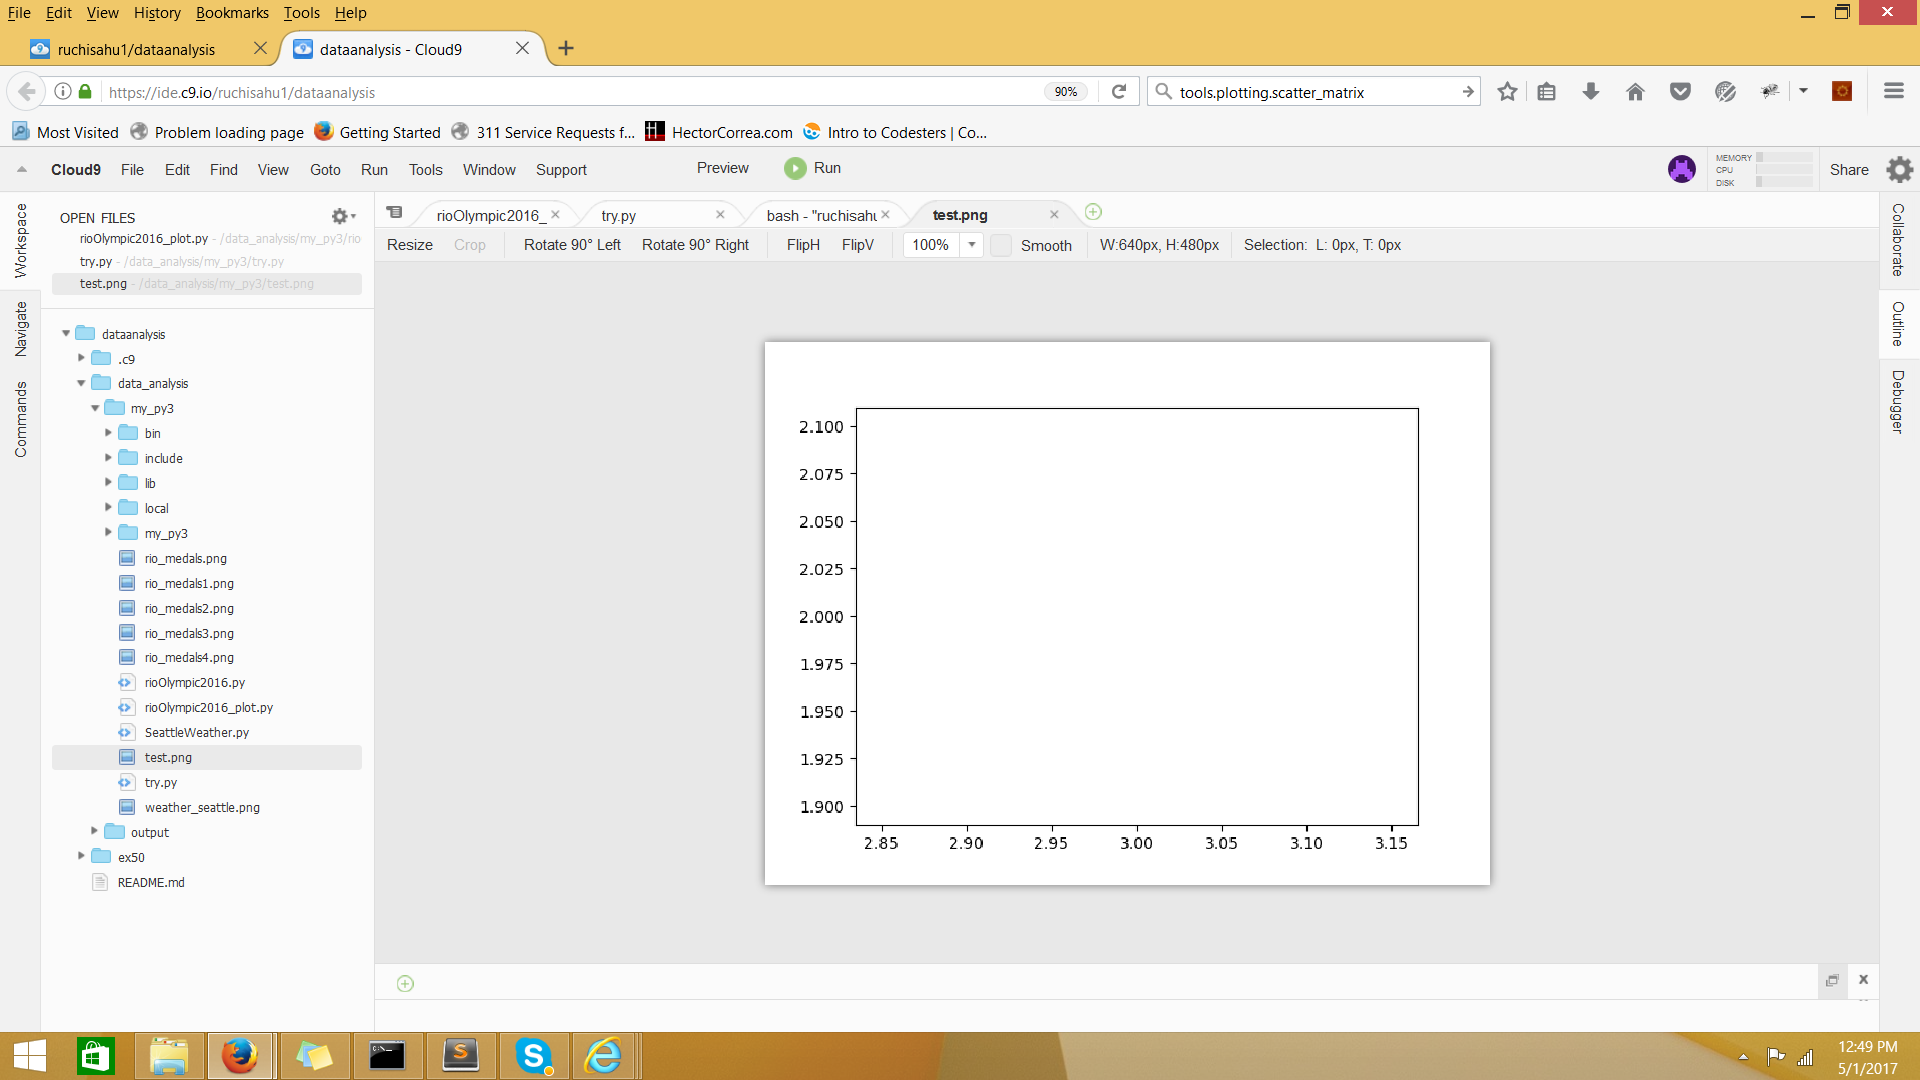 File Edit View History Bookmarks Tools Help
ruchisahu1/dataanalysis
dataanalysis - Cloud9
https://ide.c9.io/ruchisahu1/dataanalysis
90%
tools.plotting.scatter_matrix
Most Visited Problem loading page Getting Started 311 Service Requests f... HectorCorrea.com Intro to Codesters | Co...
Cloud9 File Edit Find View Goto Run Tools Window Support Preview Run
MEMORY
CPU
DISK
Share
Workspace
Navigate
Commands
OPEN FILES
rioOlympic2016_plot.py - /data_analysis/my_py3/rio
try.py - /data_analysis/my_py3/try.py
test.png - /data_analysis/my_py3/test.png
dataanalysis
.c9
data_analysis
my_py3
bin
include
lib
local
my_py3
rio_medals.png
rio_medals1.png
rio_medals2.png
rio_medals3.png
rio_medals4.png
rioOlympic2016.py
rioOlympic2016_plot.py
SeattleWeather.py
test.png
try.py
weather_seattle.png
output
ex50
README.md
rioOlympic2016_
try.py
bash - "ruchisahu
test.png
Resize Crop Rotate 90° Left Rotate 90° Right FlipH FlipV 100% Smooth W:640px, H:480px Selection: L: 0px, T: 0px
2.100
2.075
2.050
2.025
2.000
1.975
1.950
1.925
1.900
2.85 2.90 2.95 3.00 3.05 3.10 3.15
Collaborate
Outline
Debugger
12:49 PM
5/1/2017